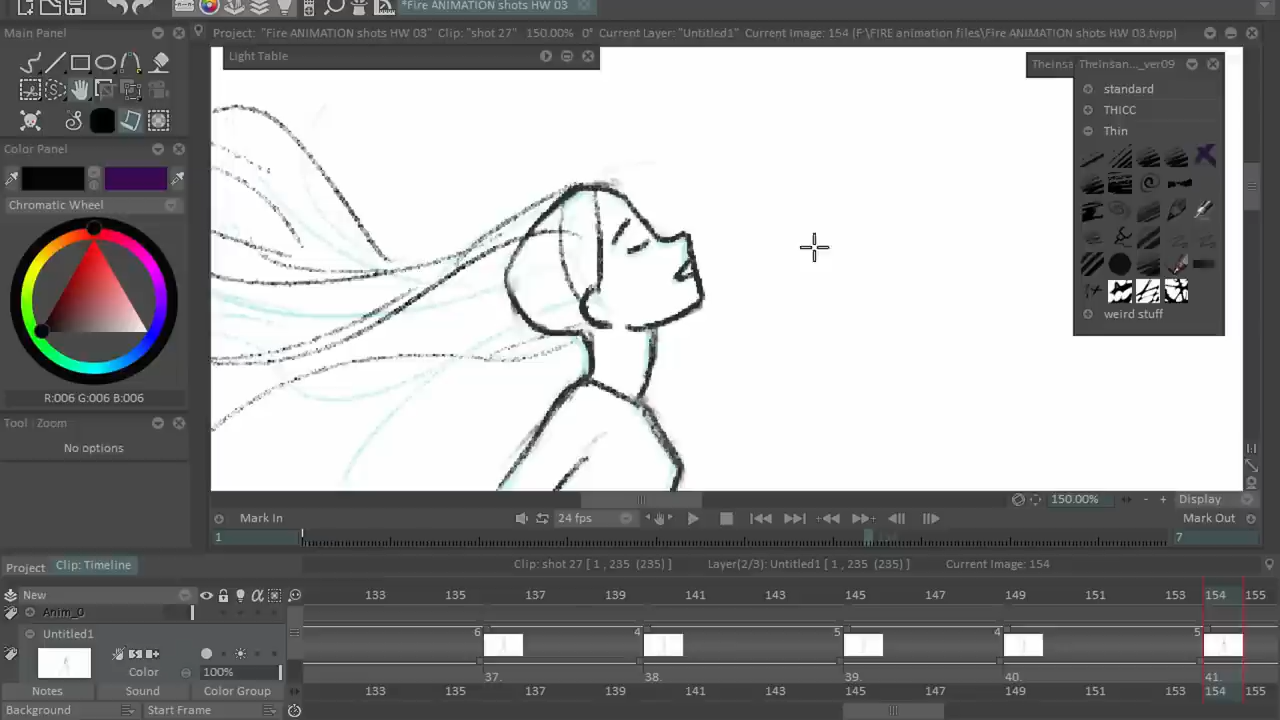 *Fire ANIMATION shots HW 03
Main Panel
Project: "Fire ANIMATION shots HW 03" Clip: "shot 27" 150.00% 0° Current Layer: "Untitled1" Current Image: 154 (F:\FIRE animation files\Fire ANIMATION shots HW 03.tvpp)
Light Table
Theinsa
Theinsan..._ver09
standard
THICC
Thin
weird stuff
Color Panel
Chromatic Wheel
R:006 G:006 B:006
Tool : Zoom
No options
150.00%
Display
Mark In
24 fps
Mark Out
1
7
Project
Clip: Timeline
Clip: shot 27 [ 1 , 235 (235) ]
Layer(2/3): Untitled1 [ 1 , 235 (235) ]
Current Image: 154
New
133 135 137 139 141 143 145 147 149 151 153 154 155
Anim_0
Untitled1
6 4 5 4 5
Color
100%
37. 38. 39. 40. 41.
Notes
Sound
Color Group
133 135 137 139 141 143 145 147 149 151 153 154 155
Background
Start Frame